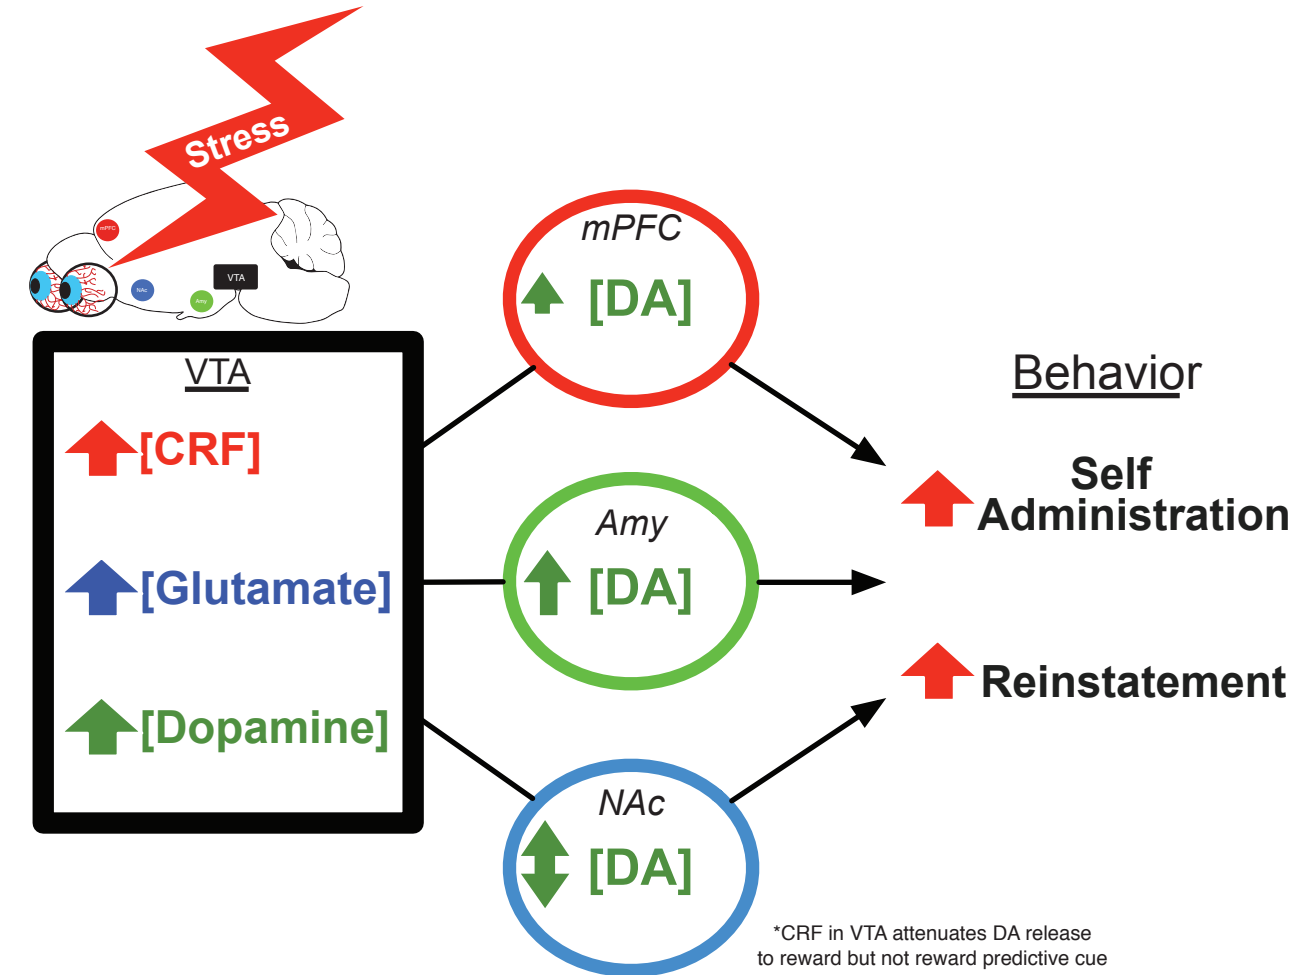 Stress
mPFC
NAc
Amy
VTA
VTA
[CRF]
[Glutamate]
[Dopamine]
mPFC
[DA]
Amy
[DA]
NAc
[DA]
Behavior
Self
Administration
Reinstatement
*CRF in VTA attenuates DA release
to reward but not reward predictive cue